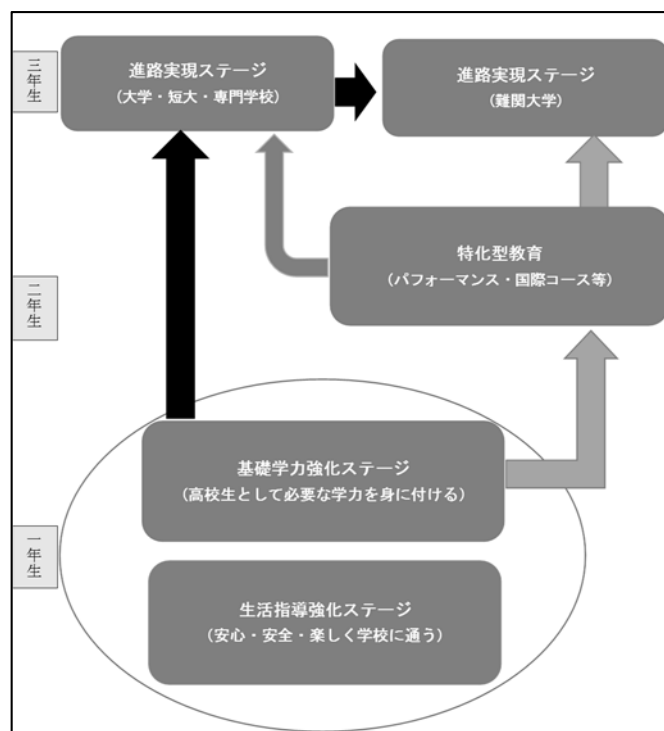 三年生
進路実現ステージ
（大学・短大・専門学校）
進路実現ステージ
（難関大学）
二年生
特化型教育
（パフォーマンス・国際コース等）
一年生
基礎学力強化ステージ
（高校生として必要な学力を身に付ける）
生活指導強化ステージ
（安心・安全・楽しく学校に通う）